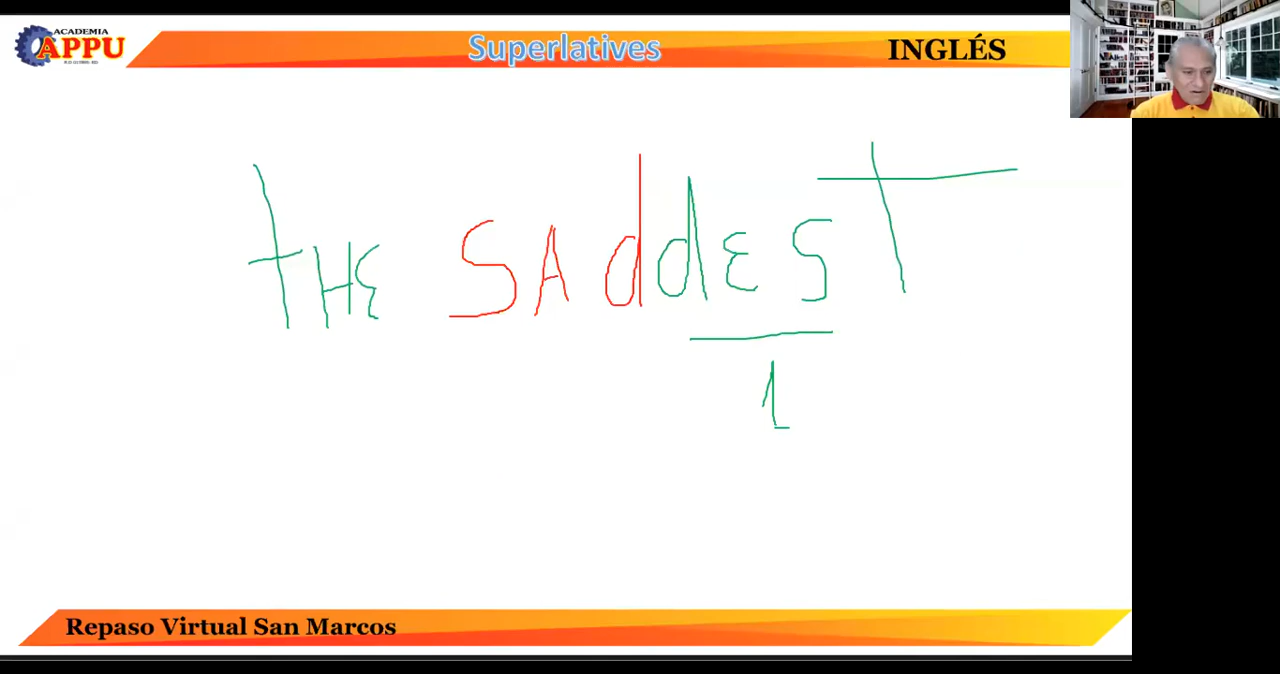 ACADEMIA
APPU
Superlatives
INGLÉS
tHE SAddEST
1
Repaso Virtual San Marcos